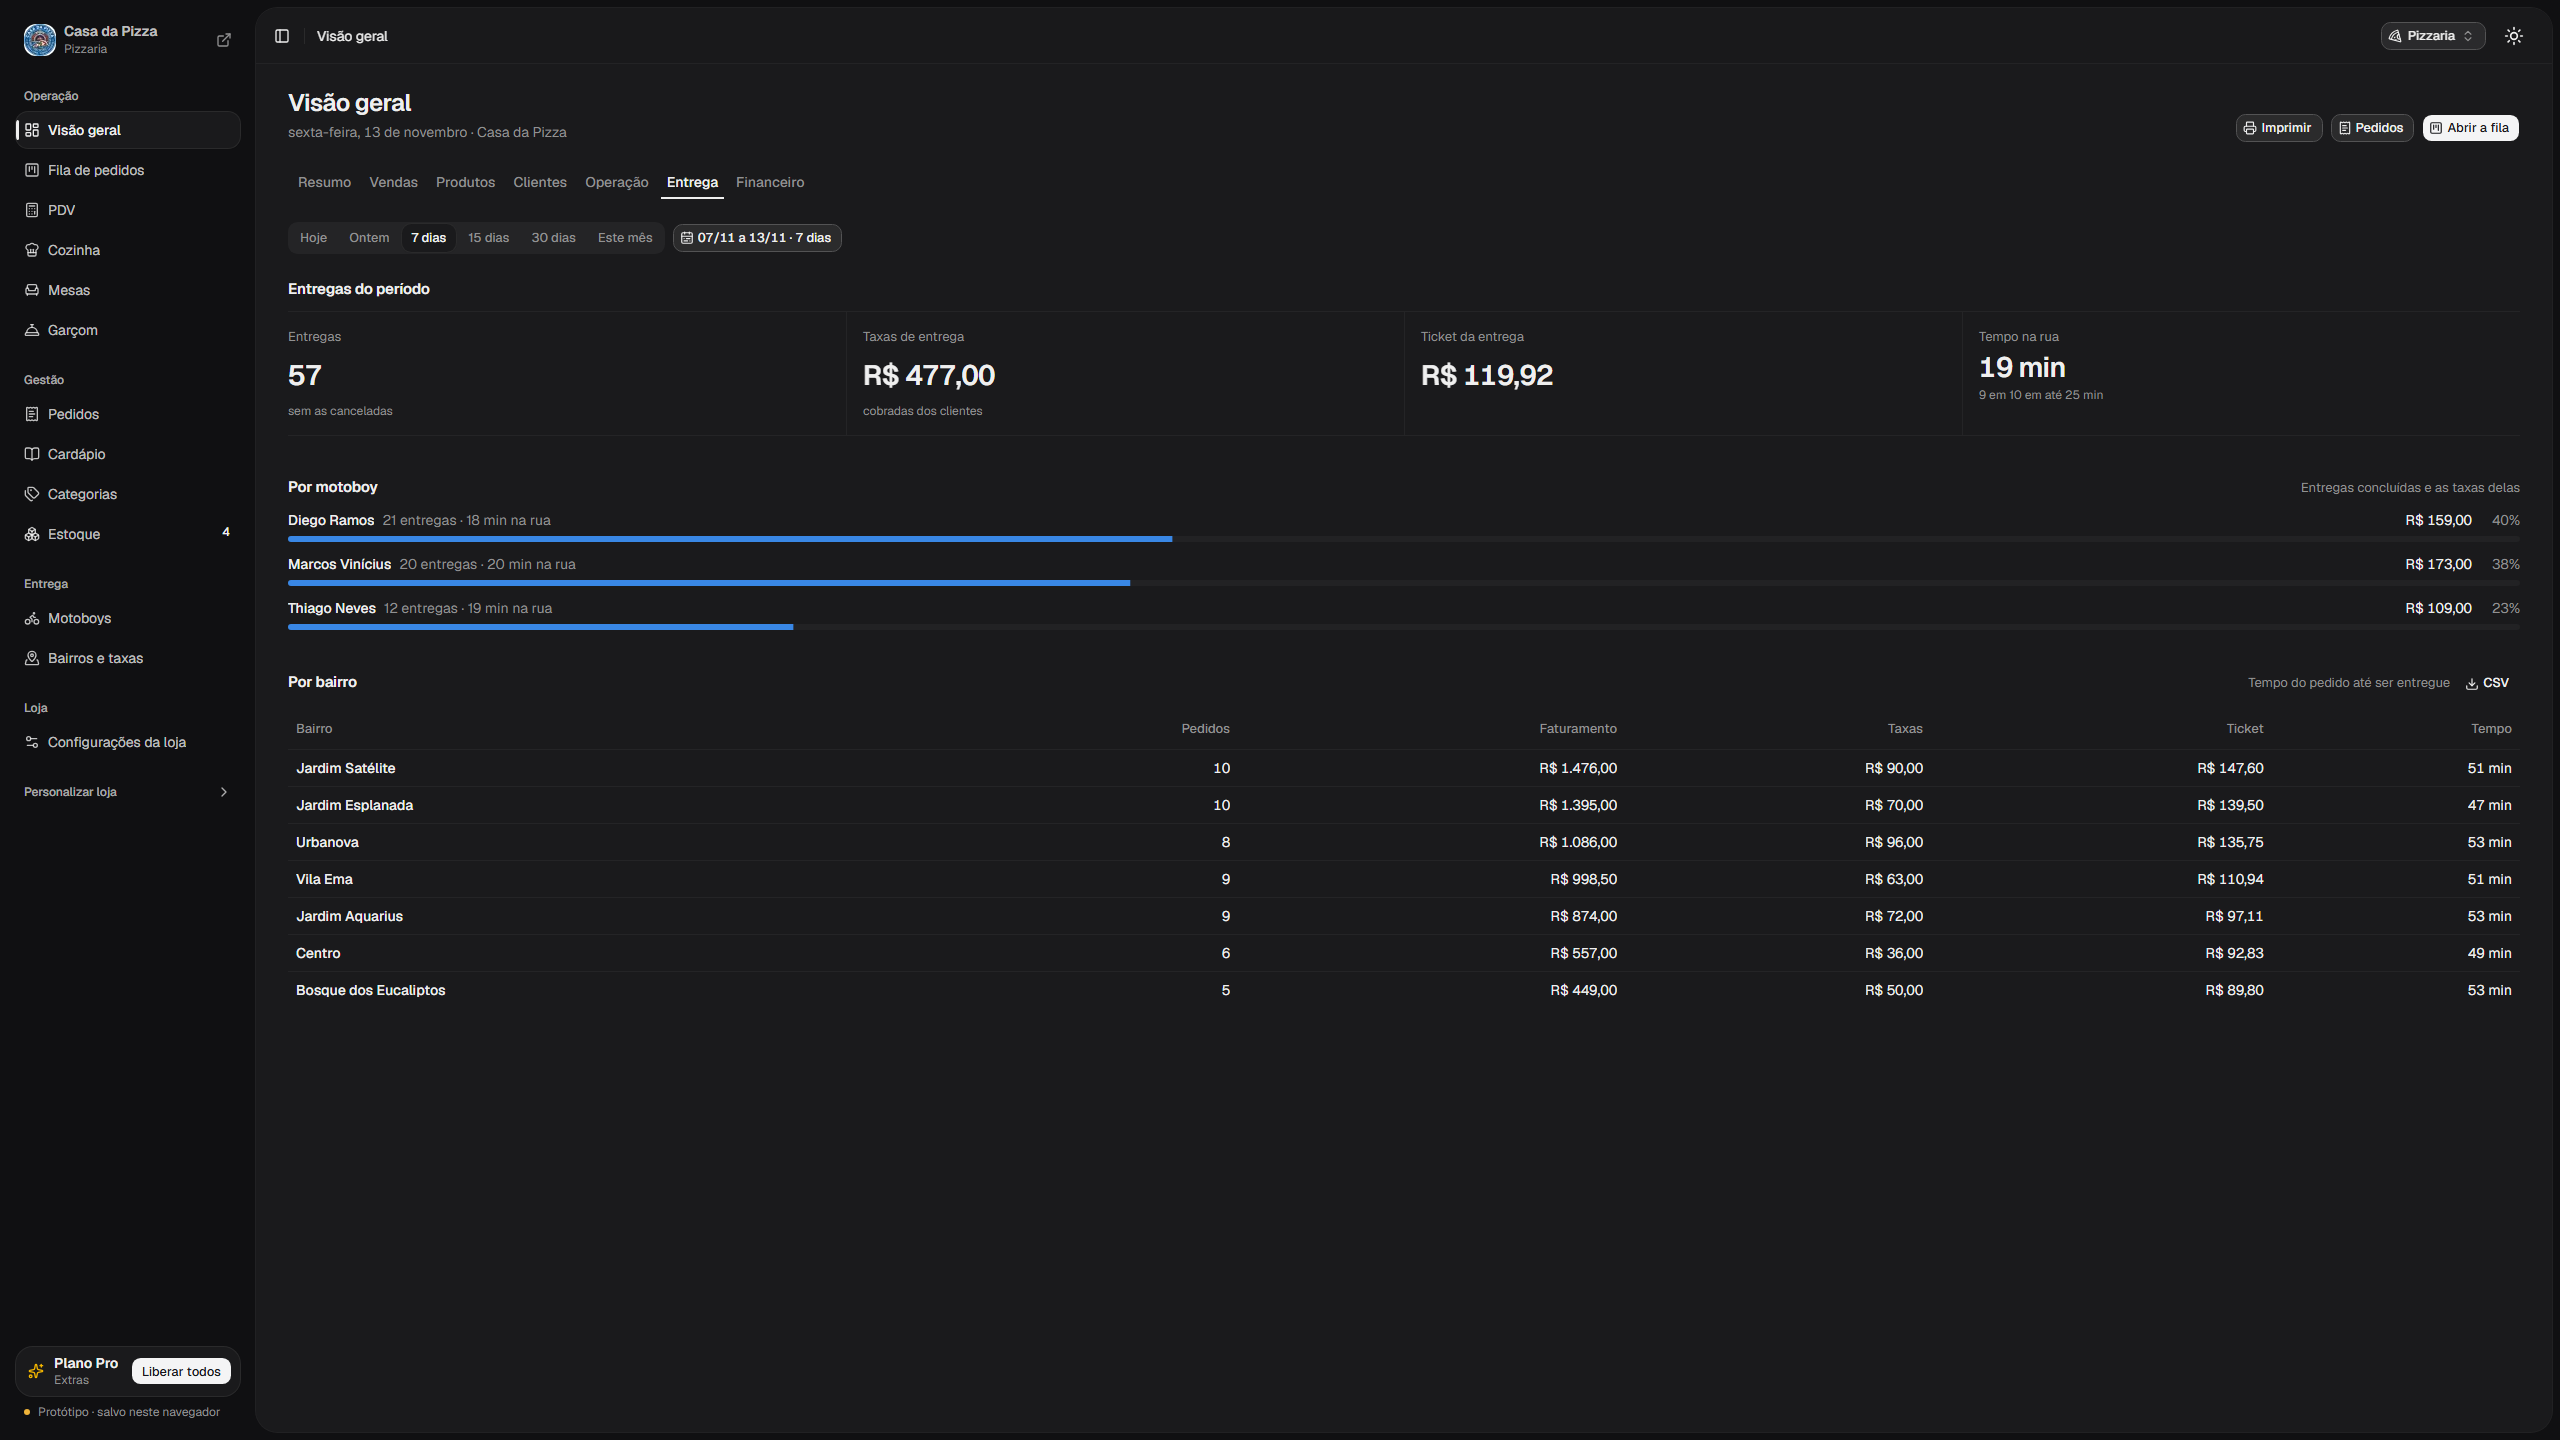 Casa da Pizza
Pizzaria
Operação
Visão geral
Fila de pedidos
PDV
Cozinha
Mesas
Garçom
Gestão
Pedidos
Cardápio
Categorias
Estoque 4
Entrega
Motoboys
Bairros e taxas
Loja
Configurações da loja
Personalizar loja
Plano Pro
Extras
Liberar todos
Protótipo · salvo neste navegador
Visão geral
Pizzaria
Visão geral
sexta-feira, 13 de novembro · Casa da Pizza
Imprimir Pedidos Abrir a fila
Resumo Vendas Produtos Clientes Operação Entrega Financeiro
Hoje Ontem 7 dias 15 dias 30 dias Este mês 07/11 a 13/11 · 7 dias
Entregas do período
Entregas
57
sem as canceladas
Taxas de entrega
R$ 477,00
cobradas dos clientes
Ticket da entrega
R$ 119,92
Tempo na rua
19 min
9 em 10 em até 25 min
Por motoboy Entregas concluídas e as taxas delas
Diego Ramos 21 entregas · 18 min na rua R$ 159,00 40%
Marcos Vinícius 20 entregas · 20 min na rua R$ 173,00 38%
Thiago Neves 12 entregas · 19 min na rua R$ 109,00 23%
Por bairro Tempo do pedido até ser entregue CSV
Bairro Pedidos Faturamento Taxas Ticket Tempo
Jardim Satélite 10 R$ 1.476,00 R$ 90,00 R$ 147,60 51 min
Jardim Esplanada 10 R$ 1.395,00 R$ 70,00 R$ 139,50 47 min
Urbanova 8 R$ 1.086,00 R$ 96,00 R$ 135,75 53 min
Vila Ema 9 R$ 998,50 R$ 63,00 R$ 110,94 51 min
Jardim Aquarius 9 R$ 874,00 R$ 72,00 R$ 97,11 53 min
Centro 6 R$ 557,00 R$ 36,00 R$ 92,83 49 min
Bosque dos Eucaliptos 5 R$ 449,00 R$ 50,00 R$ 89,80 53 min